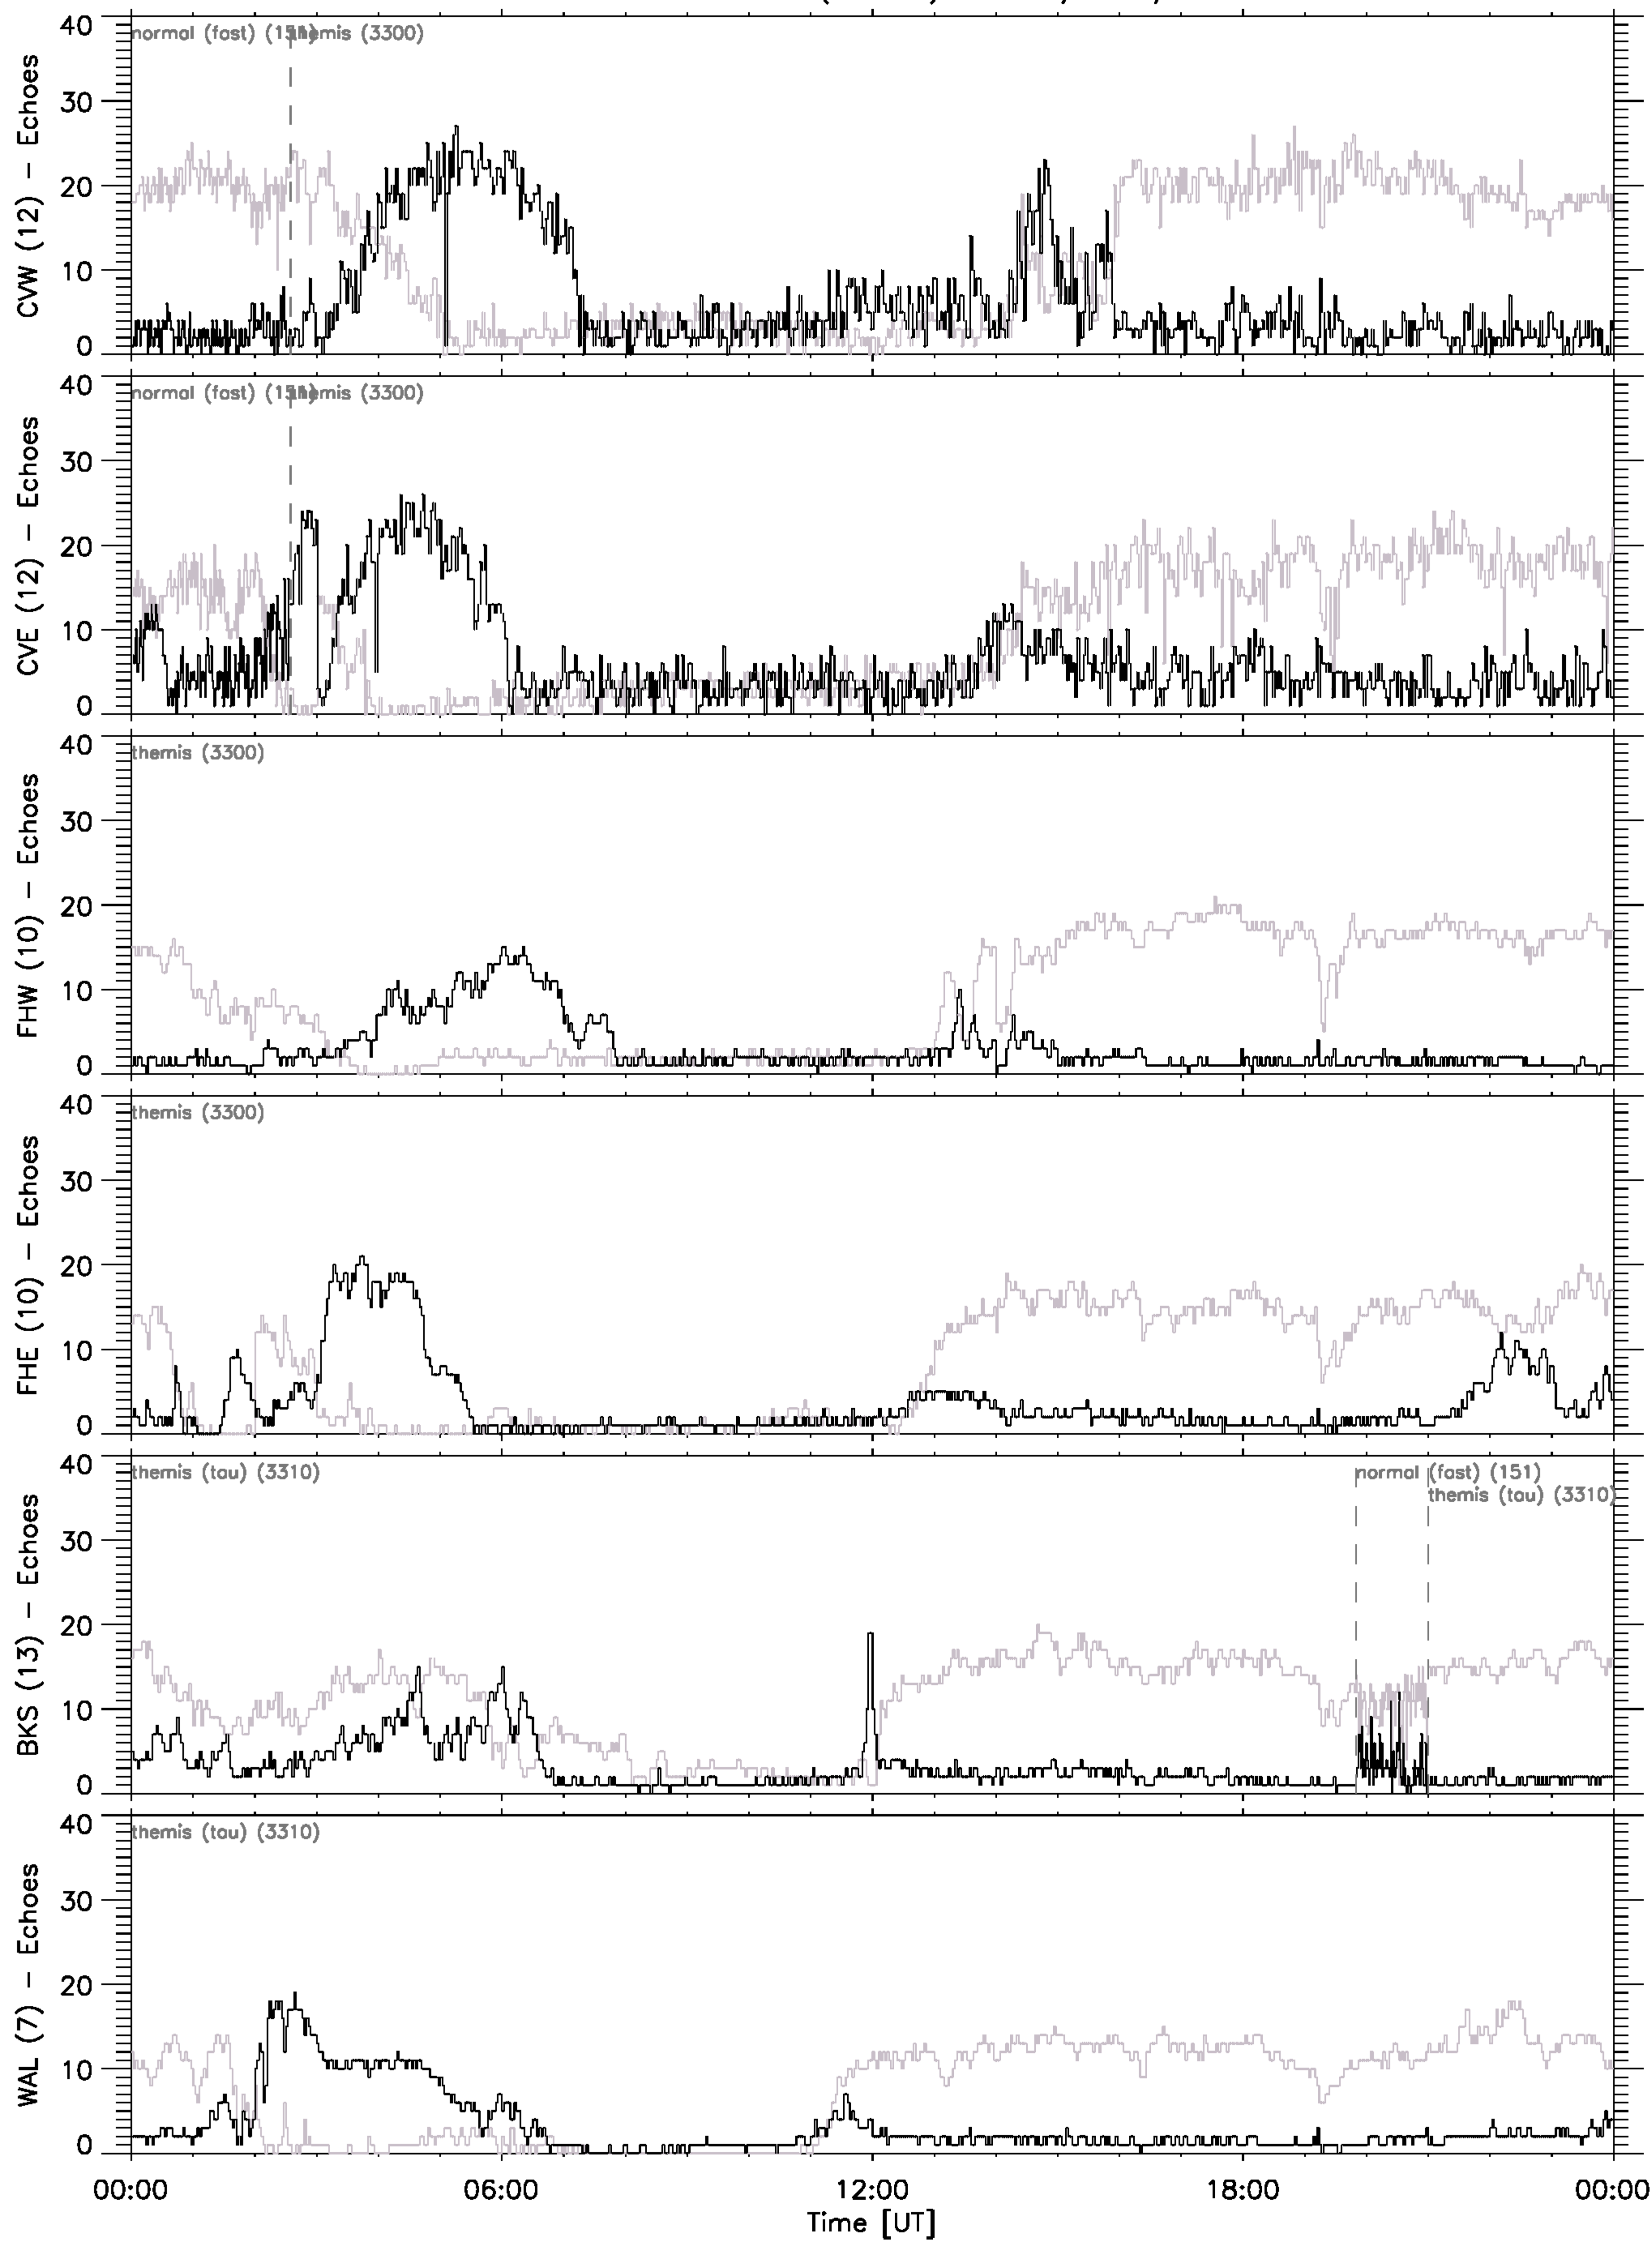 CVW (12) – Echoes
40
30
20
10
0
normal (fast) (151)
themis (3300)
CVE (12) – Echoes
40
30
20
10
0
normal (fast) (151)
themis (3300)
FHW (10) – Echoes
40
30
20
10
0
themis (3300)
FHE (10) – Echoes
40
30
20
10
0
themis (3300)
BKS (13) – Echoes
40
30
20
10
0
themis (tau) (3310)
normal (fast) (151)
themis (tau) (3310)
WAL (7) – Echoes
40
30
20
10
0
themis (tau) (3310)
00:00 06:00 12:00 18:00 00:00
Time [UT]